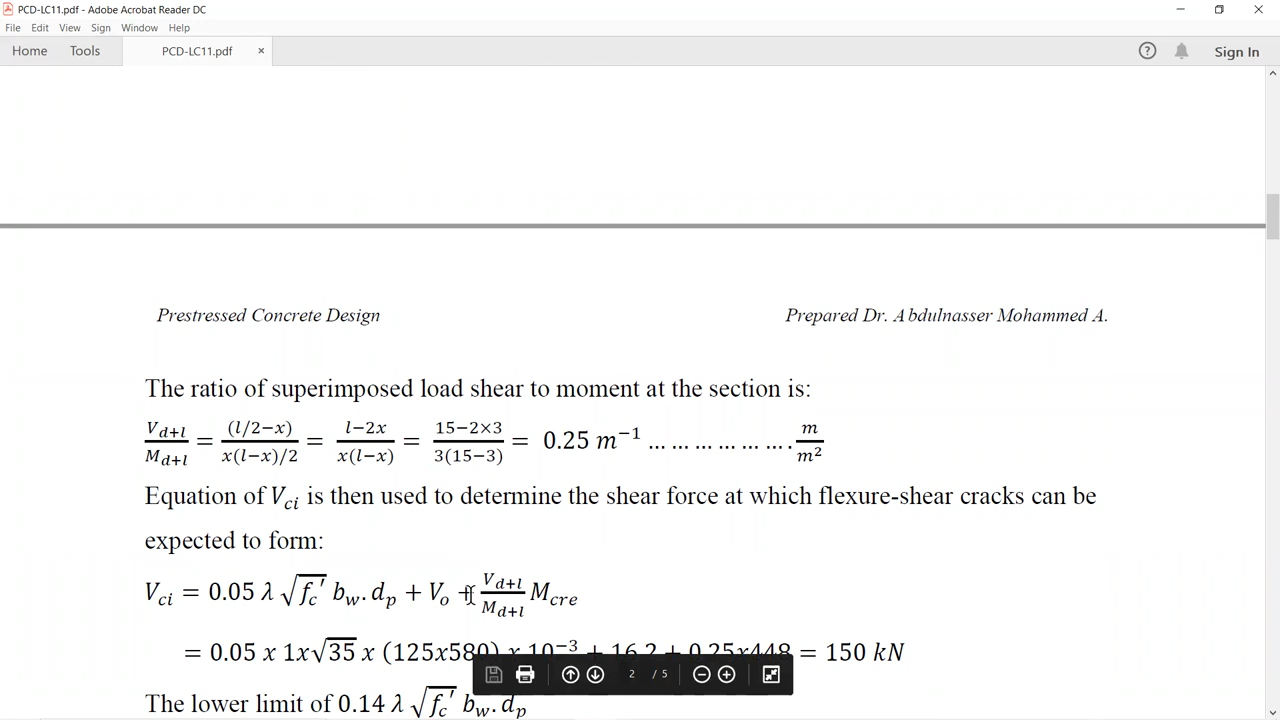 PCD-LC11.pdf - Adobe Acrobat Reader DC
File Edit View Sign Window Help
Home Tools PCD-LC11.pdf × Sign In
Prestressed Concrete Design Prepared Dr. Abdulnasser Mohammed A.
The ratio of superimposed load shear to moment at the section is:
V_{d+l}/M_{d+l} = (l/2−x)/(x(l−x)/2) = (l−2x)/(x(l−x)) = (15−2×3)/(3(15−3)) = 0.25 m⁻¹ … … … … … … . m/m²
Equation of V_{ci} is then used to determine the shear force at which flexure-shear cracks can be
expected to form:
V_{ci} = 0.05 λ √f_c′ b_w. d_p + V_o + V_{d+l}/M_{d+l} M_{cre}
= 0.05 x 1x√35 x (125x580) x 10⁻³ + 16.2 + 0.25x448 = 150 kN
2 / 5
The lower limit of 0.14 λ √f_c′ b_w. d_p